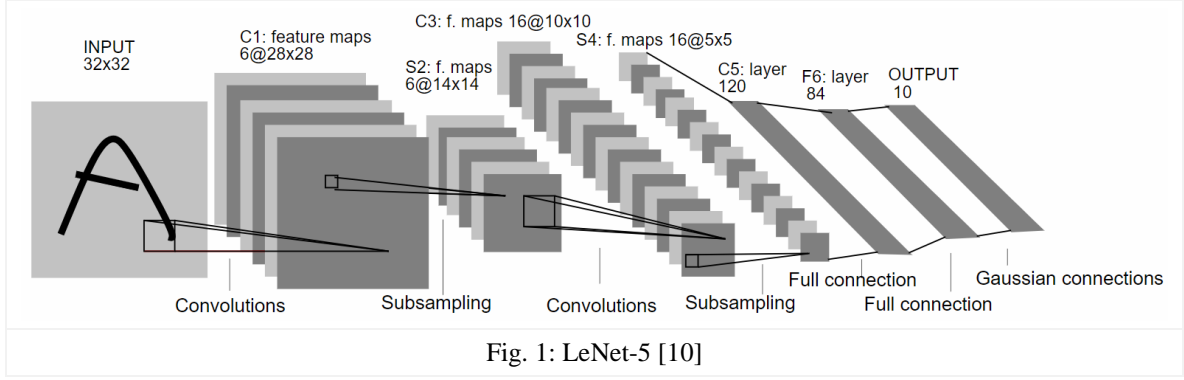 INPUT
32x32
C1: feature maps
6@28x28
S2: f. maps
6@14x14
C3: f. maps 16@10x10
S4: f. maps 16@5x5
C5: layer
120
F6: layer
84
OUTPUT
10
Convolutions
Subsampling
Convolutions
Subsampling
Full connection
Full connection
Gaussian connections
Fig. 1: LeNet-5 [10]